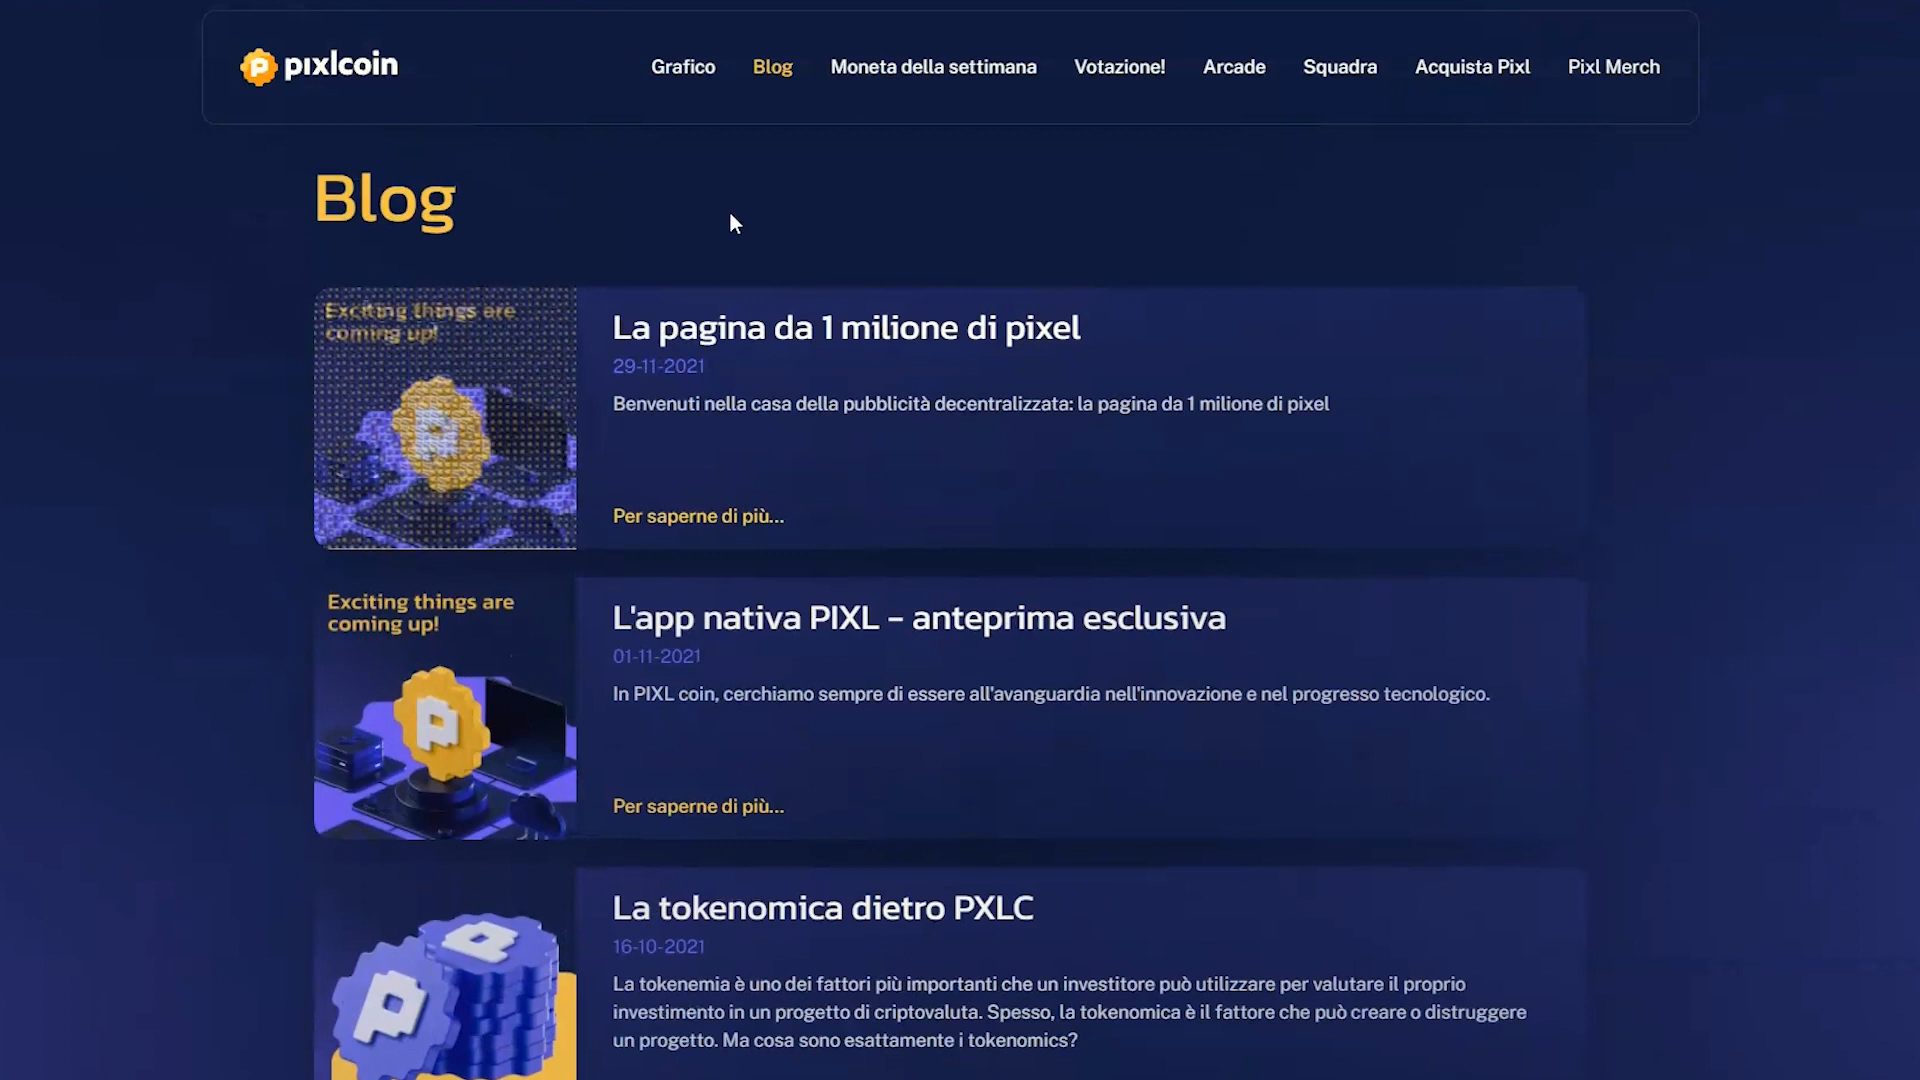 pixlcoin
Grafico Blog Moneta della settimana Votazione! Arcade Squadra Acquista Pixl Pixl Merch
Blog
Exciting things are
coming up!
La pagina da 1 milione di pixel
29-11-2021
Benvenuti nella casa della pubblicità decentralizzata: la pagina da 1 milione di pixel
Per saperne di più...
Exciting things are
coming up!
L'app nativa PIXL – anteprima esclusiva
01-11-2021
In PIXL coin, cerchiamo sempre di essere all'avanguardia nell'innovazione e nel progresso tecnologico.
Per saperne di più...
La tokenomica dietro PXLC
16-10-2021
La tokenemia è uno dei fattori più importanti che un investitore può utilizzare per valutare il proprio
investimento in un progetto di criptovaluta. Spesso, la tokenomica è il fattore che può creare o distruggere
un progetto. Ma cosa sono esattamente i tokenomics?